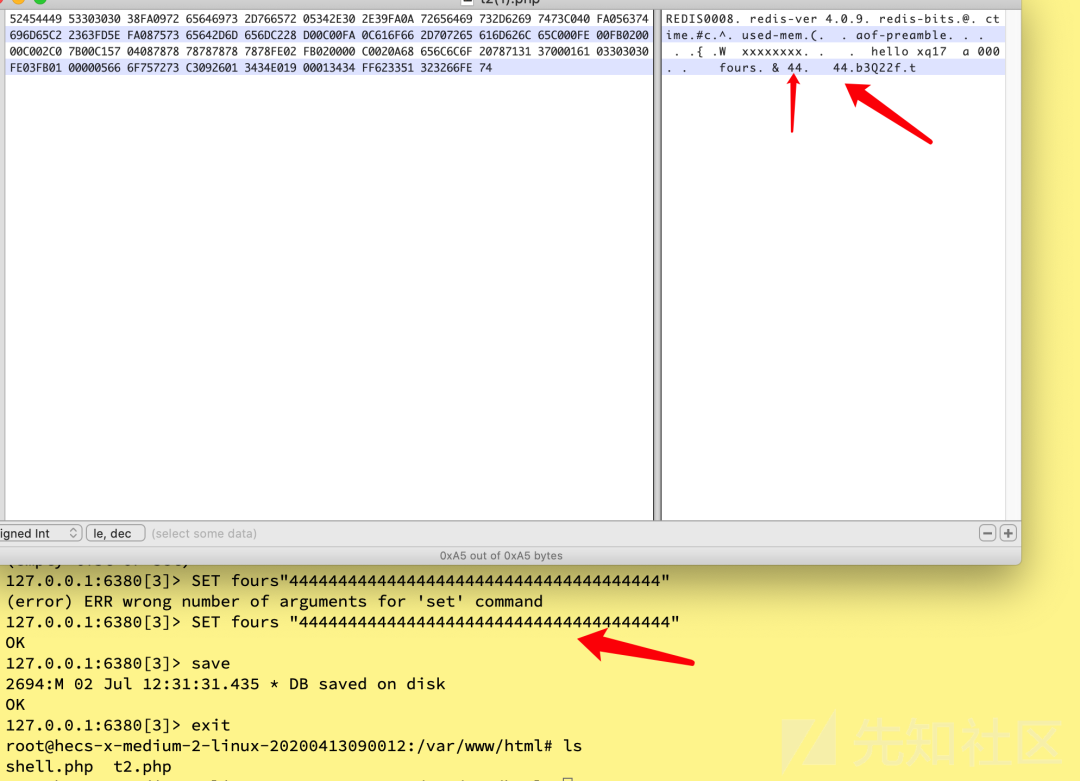 t2(1).php
52454449 53303030 38FA0972 65646973 2D766572 05342E30 2E39FA0A 72656469 732D6269 7473C040 FA056374 REDIS0008. redis-ver 4.0.9. redis-bits.@. ct
696D65C2 2363FD5E FA087573 65642D6D 656DC228 D00C00FA 0C616F66 2D707265 616D626C 65C000FE 00FB0200 ime.#c.^. used-mem.(. . aof-preamble. . .
00C002C0 7B00C157 04087878 78787878 7878FE02 FB020000 C0020A68 656C6C6F 20787131 37000161 03303030 . .{ .W xxxxxxxx. . . hello xq17 a 000
FE03FB01 00000566 6F757273 C3092601 3434E019 00013434 FF623351 323266FE 74 . . fours. & 44. 44.b3Q22f.t
igned Int le, dec (select some data)
0xA5 out of 0xA5 bytes
127.0.0.1:6380[3]> SET fours"44444444444444444444444444444444444444"
(error) ERR wrong number of arguments for 'set' command
127.0.0.1:6380[3]> SET fours "44444444444444444444444444444444444444"
OK
127.0.0.1:6380[3]> save
2694:M 02 Jul 12:31:31.435 * DB saved on disk
OK
127.0.0.1:6380[3]> exit
root@hecs-x-medium-2-linux-20200413090012:/var/www/html# ls
shell.php t2.php
先知社区